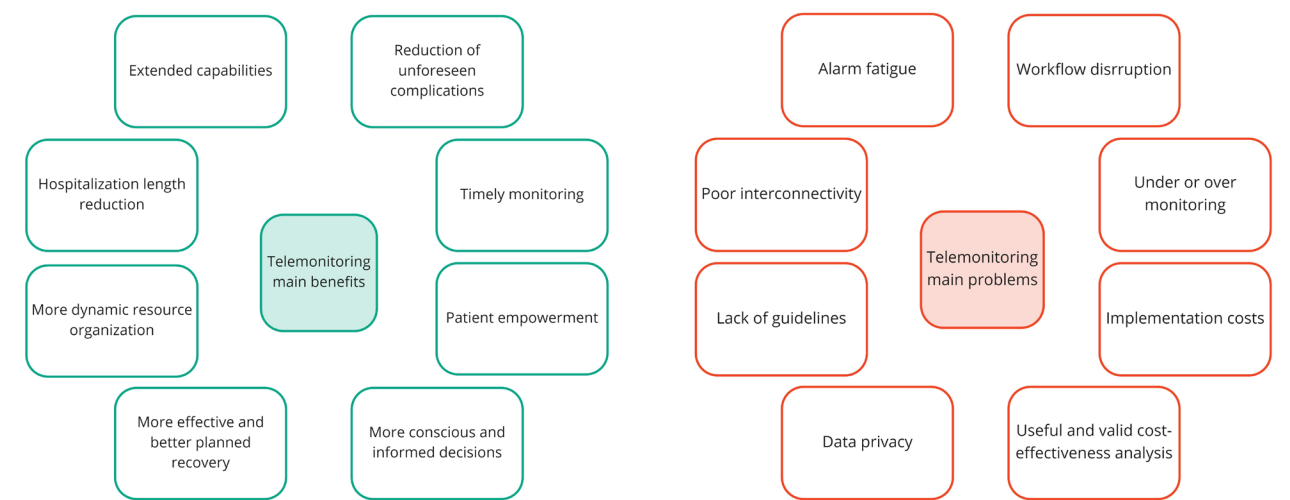 Extended capabilities
Reduction of
unforeseen
complications
Hospitalization length
reduction
Timely monitoring
Telemonitoring
main benefits
More dynamic resource
organization
Patient empowerment
More effective and
better planned
recovery
More conscious and
informed decisions
Alarm fatigue
Workflow disrruption
Poor interconnectivity
Under or over
monitoring
Telemonitoring
main problems
Lack of guidelines
Implementation costs
Data privacy
Useful and valid cost-
effectiveness analysis